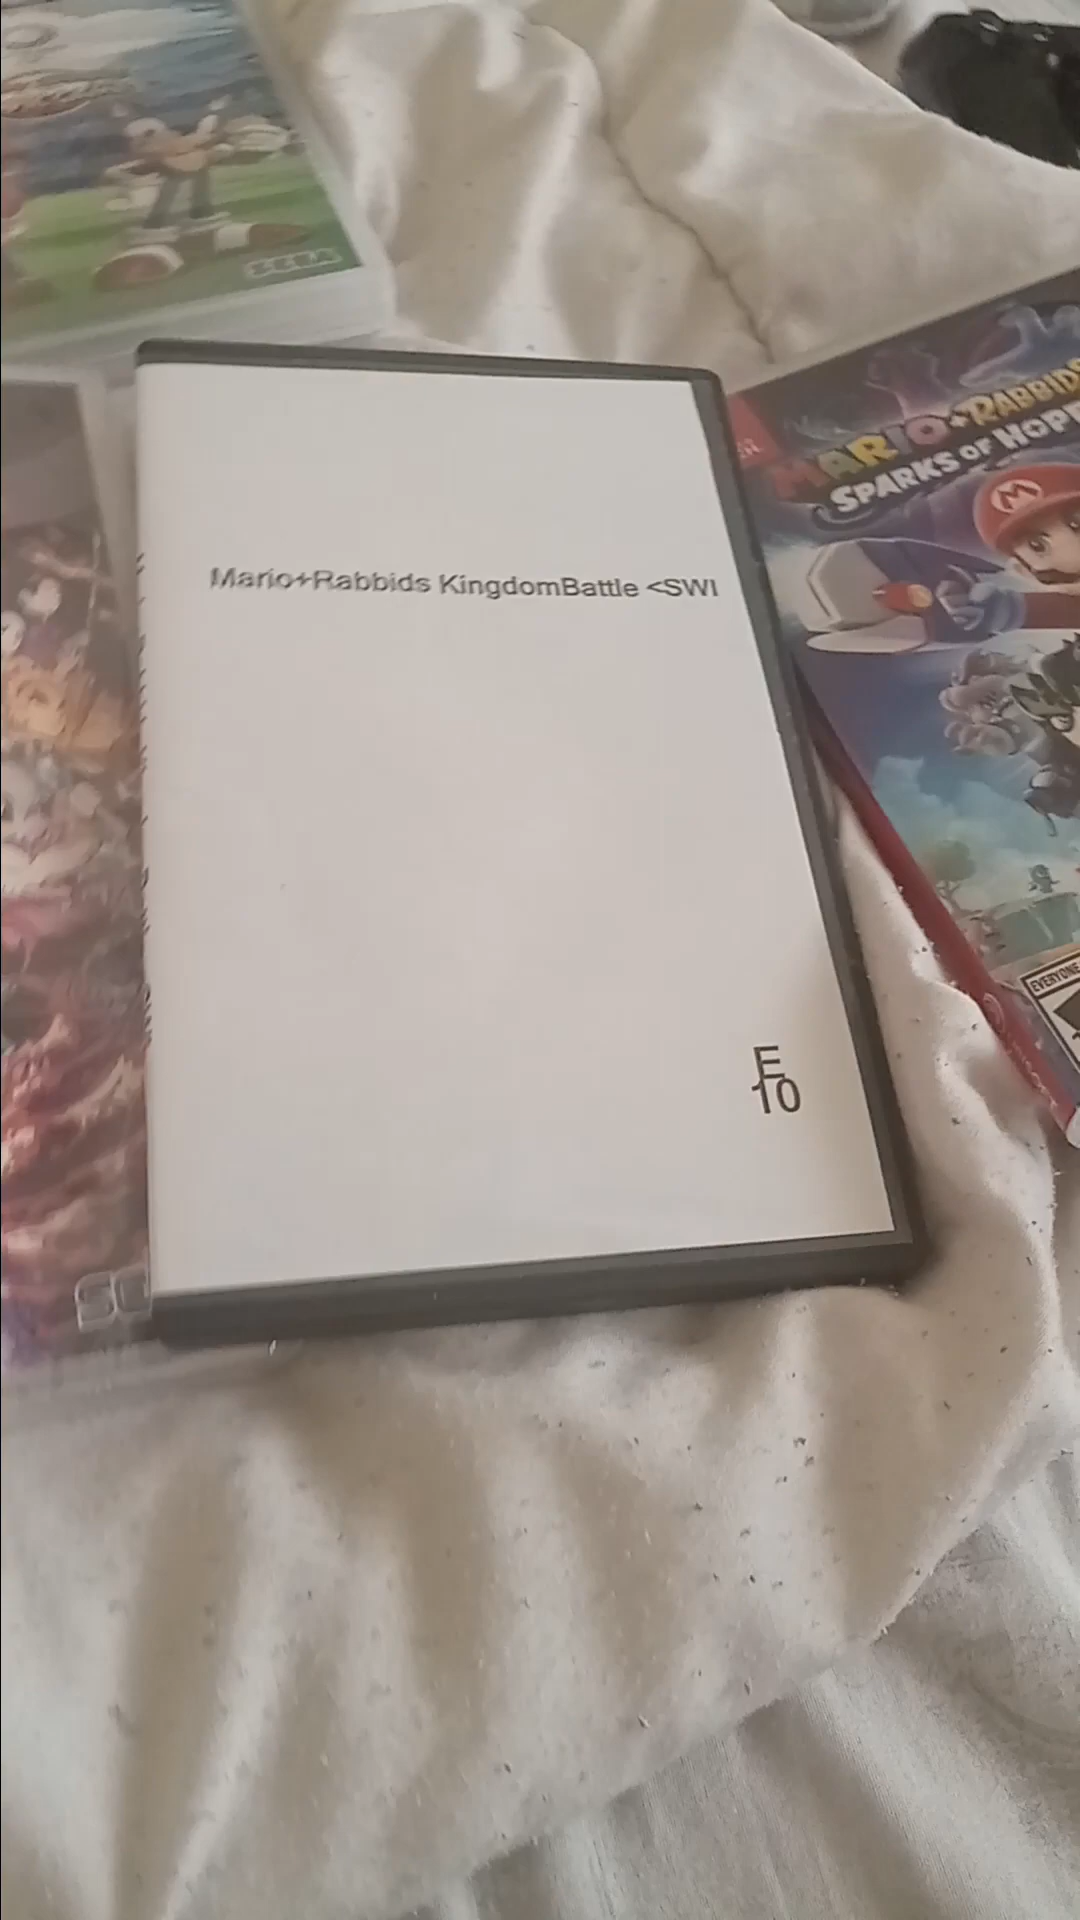 SEGA
MARIO+RABBIDS
SPARKS OF HOPE
M
Mario+Rabbids KingdomBattle <SWI
E
10
EVERYONE